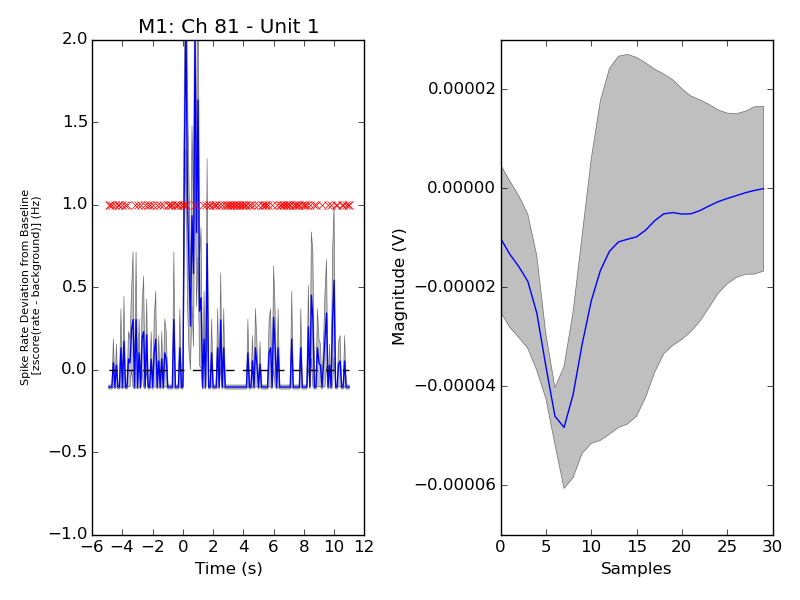 M1: Ch 81 - Unit 1
2.0
1.5
1.0
0.5
0.0
−0.5
−1.0
−6 −4 −2 0 2 4 6 8 10 12
Time (s)
Spike Rate Deviation from Baseline
[zscore(rate - background)] (Hz)
0.00002
0.00000
−0.00002
−0.00004
−0.00006
0 5 10 15 20 25 30
Samples
Magnitude (V)